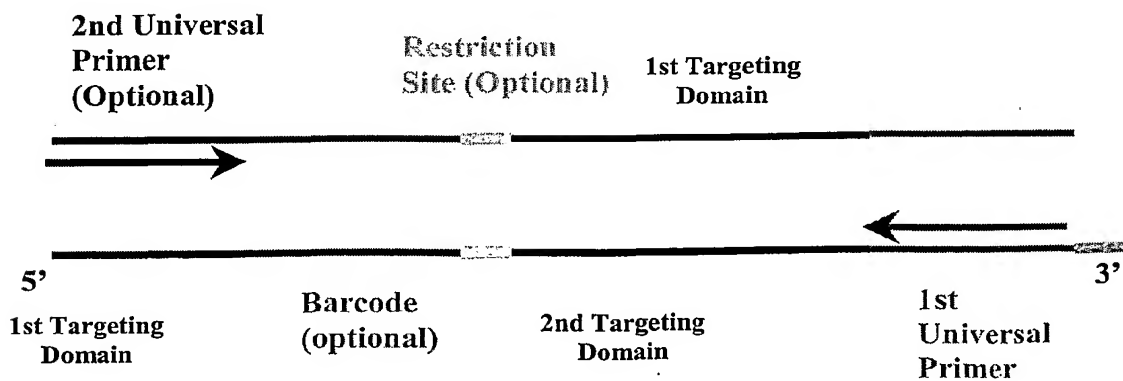 2nd Universal
Primer
(Optional)
Restriction
Site (Optional)
1st Targeting
Domain
5'
3'
1st Targeting
Domain
Barcode
(optional)
2nd Targeting
Domain
1st
Universal
Primer